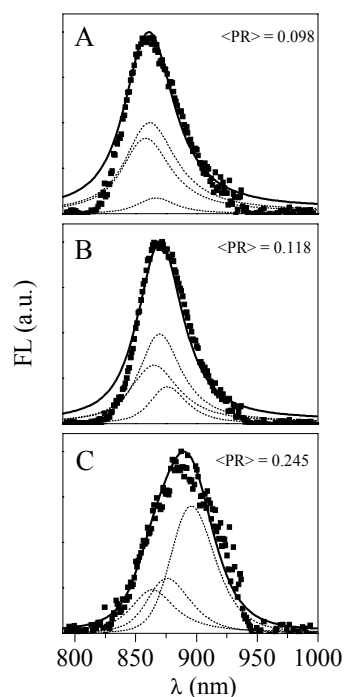 A
<PR> = 0.098
B
<PR> = 0.118
FL (a.u.)
C
<PR> = 0.245
800 850 900 950 1000
λ (nm)